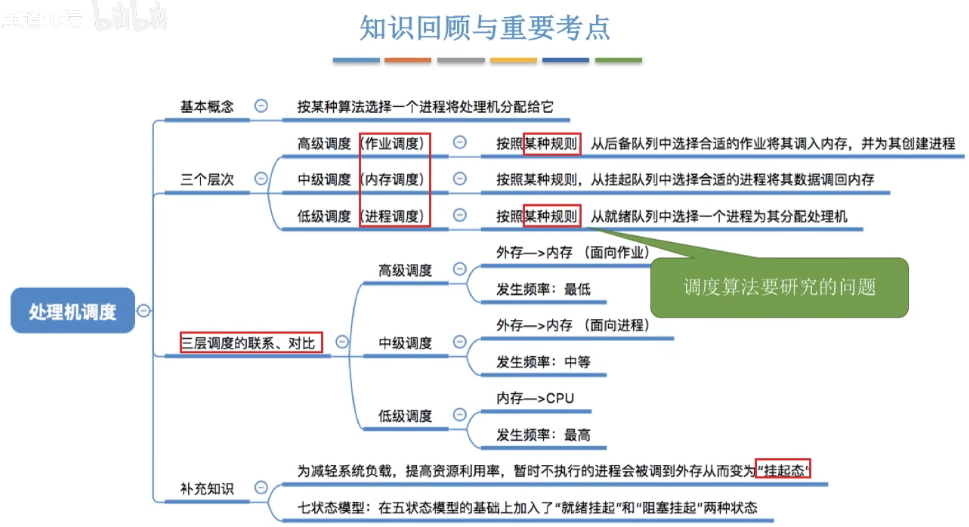 王道论坛 bilibili
知识回顾与重要考点
基本概念
按某种算法选择一个进程将处理机分配给它
高级调度（作业调度）
按照某种规则，从后备队列中选择合适的作业将其调入内存，并为其创建进程
三个层次
中级调度（内存调度）
按照某种规则，从挂起队列中选择合适的进程将其数据调回内存
低级调度（进程调度）
按照某种规则，从就绪队列中选择一个进程为其分配处理机
处理机调度
三层调度的联系、对比
高级调度
外存—>内存 （面向作业）
发生频率：最低
调度算法要研究的问题
中级调度
外存—>内存 （面向进程）
发生频率：中等
低级调度
内存—>CPU
发生频率：最高
补充知识
为减轻系统负载，提高资源利用率，暂时不执行的进程会被调到外存从而变为“挂起态”
七状态模型：在五状态模型的基础上加入了“就绪挂起”和“阻塞挂起”两种状态